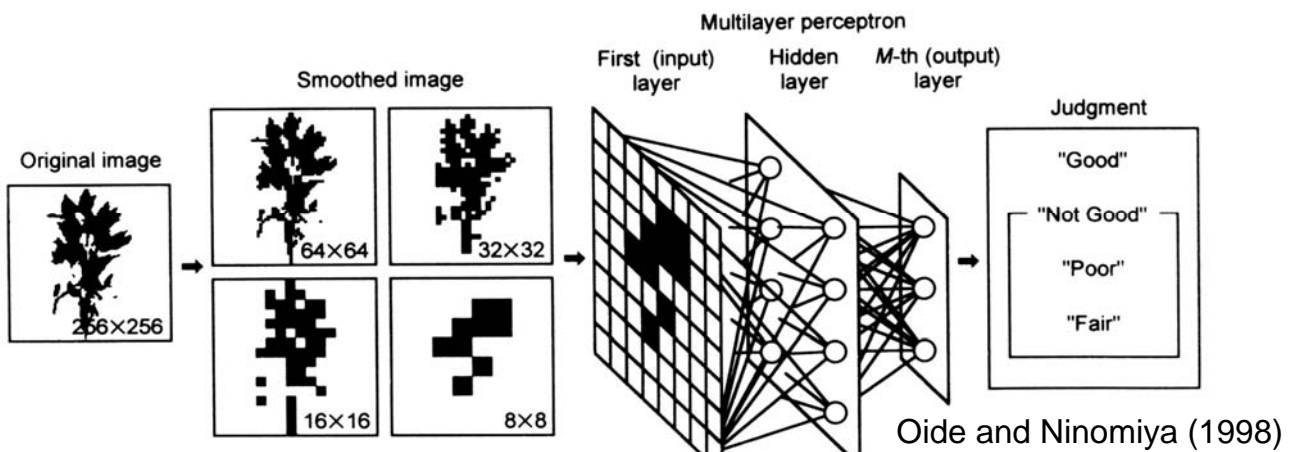 Original image
256×256
Smoothed image
64×64
32×32
16×16
8×8
Multilayer perceptron
First (input)
layer
Hidden
layer
M-th (output)
layer
Judgment
"Good"
"Not Good"
"Poor"
"Fair"
Oide and Ninomiya (1998)